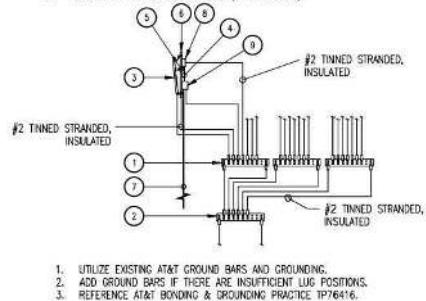 5
6
8
4
9
3
#2 TINNED STRANDED,
INSULATED
#2 TINNED STRANDED,
INSULATED
1
7
2
#2 TINNED STRANDED,
INSULATED
1. UTILIZE EXISTING AT&T GROUND BARS AND GROUNDING.
2. ADD GROUND BARS IF THERE ARE INSUFFICIENT LUG POSITIONS.
3. REFERENCE AT&T BONDING & GROUNDING PRACTICE TP76416.